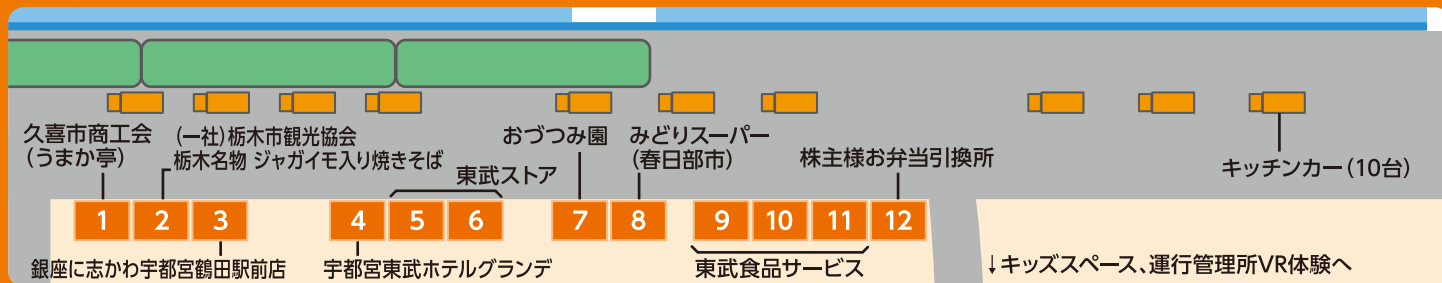 久喜市商工会
(うまか亭)
(一社)栃木市観光協会
栃木名物 ジャガイモ入り焼きそば
東武ストア
おづつみ園
みどりスーパー
(春日部市)
株主様お弁当引換所
キッチンカー(10台)
1 2 3 4 5 6 7 8 9 10 11 12
銀座に志かわ宇都宮鶴田駅前店
宇都宮東武ホテルグランデ
東武食品サービス
↓キッズスペース、運行管理所VR体験へ